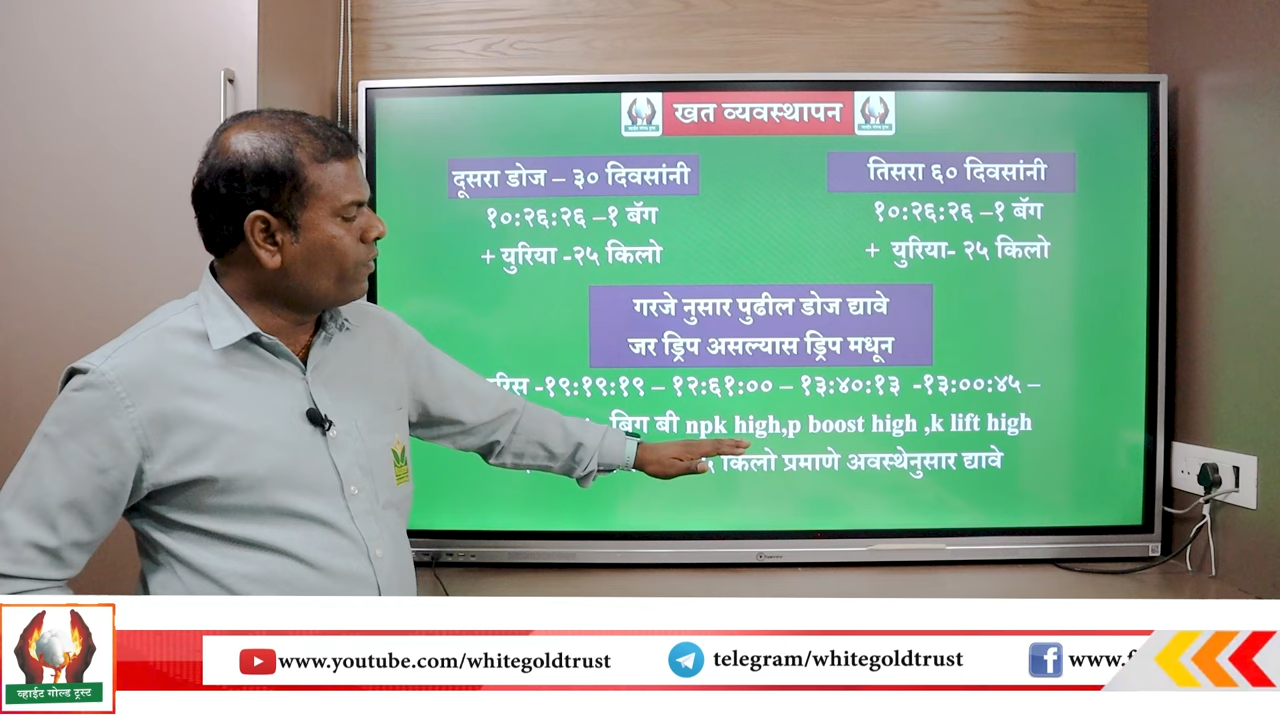 खत व्यवस्थापन
दूसरा डोज – ३० दिवसांनी
१०:२६:२६ –१ बॅग
+ युरिया -२५ किलो
तिसरा ६० दिवसांनी
१०:२६:२६ –१ बॅग
+ युरिया- २५ किलो
गरजे नुसार पुढील डोज द्यावे
जर ड्रिप असल्यास ड्रिप मधून
-१९:१९:१९ – १२:६१:०० – १३:४०:१३ -१३:००:४५ –
बिग बी npk high,p boost high ,k lift high
किलो प्रमाणे अवस्थेनुसार द्यावे
व्हाईट गोल्ड ट्रस्ट
www.youtube.com/whitegoldtrust
telegram/whitegoldtrust